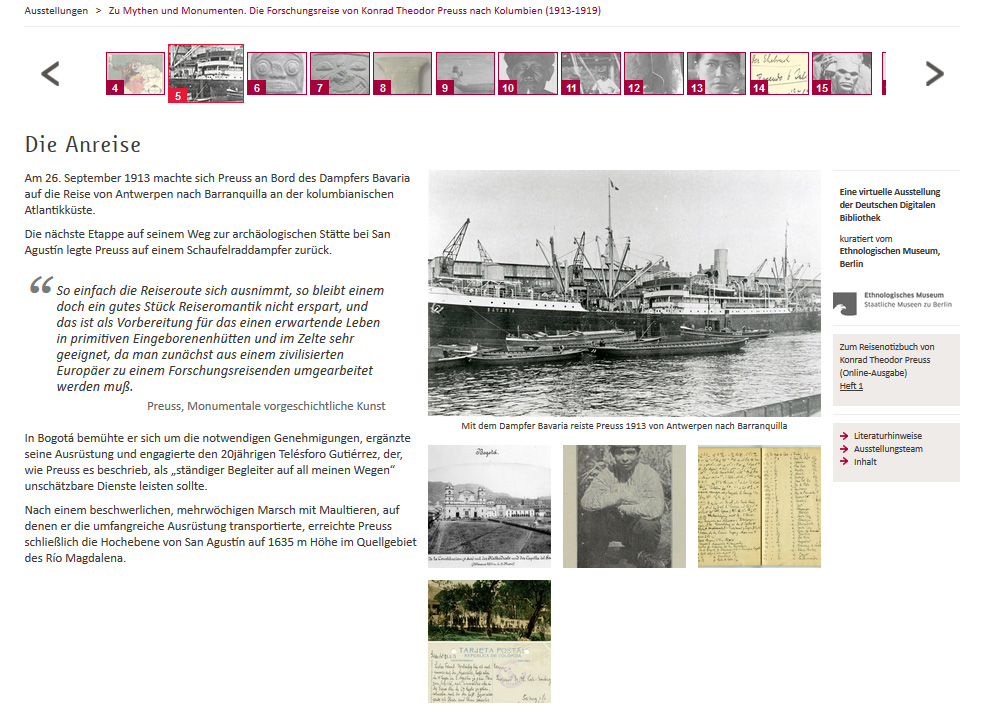 Ausstellungen > Zu Mythen und Monumenten. Die Forschungsreise von Konrad Theodor Preuss nach Kolumbien (1913-1919)
4 5 6 7 8 9 10 11 12 13 14 15
Die Anreise
Am 26. September 1913 machte sich Preuss an Bord des Dampfers Bavaria
auf die Reise von Antwerpen nach Barranquilla an der kolumbianischen
Atlantikküste.
Die nächste Etappe auf seinem Weg zur archäologischen Stätte bei San
Agustín legte Preuss auf einem Schaufelraddampfer zurück.
“ So einfach die Reiseroute sich ausnimmt, so bleibt einem
doch ein gutes Stück Reiseromantik nicht erspart, und
das ist als Vorbereitung für das einen erwartende Leben
in primitiven Eingeborenenhütten und im Zelte sehr
geeignet, da man zunächst aus einem zivilisierten
Europäer zu einem Forschungsreisenden umgearbeitet
werden muß.
Preuss, Monumentale vorgeschichtliche Kunst
In Bogotá bemühte er sich um die notwendigen Genehmigungen, ergänzte
seine Ausrüstung und engagierte den 20jährigen Telésforo Gutiérrez, der,
wie Preuss es beschrieb, als „ständiger Begleiter auf all meinen Wegen“
unschätzbare Dienste leisten sollte.
Nach einem beschwerlichen, mehrwöchigen Marsch mit Maultieren, auf
denen er die umfangreiche Ausrüstung transportierte, erreichte Preuss
schließlich die Hochebene von San Agustín auf 1635 m Höhe im Quellgebiet
des Río Magdalena.
BAVARIA
Mit dem Dampfer Bavaria reiste Preuss 1913 von Antwerpen nach Barranquilla
Bogotá.
TARJETA POSTAL
REPUBLICA DE COLOMBIA
Eine virtuelle Ausstellung
der Deutschen Digitalen
Bibliothek
kuratiert vom
Ethnologischen Museum,
Berlin
Ethnologisches Museum
Staatliche Museen zu Berlin
Zum Reisenotizbuch von
Konrad Theodor Preuss
(Online-Ausgabe)
Heft 1
Literaturhinweise
Ausstellungsteam
Inhalt